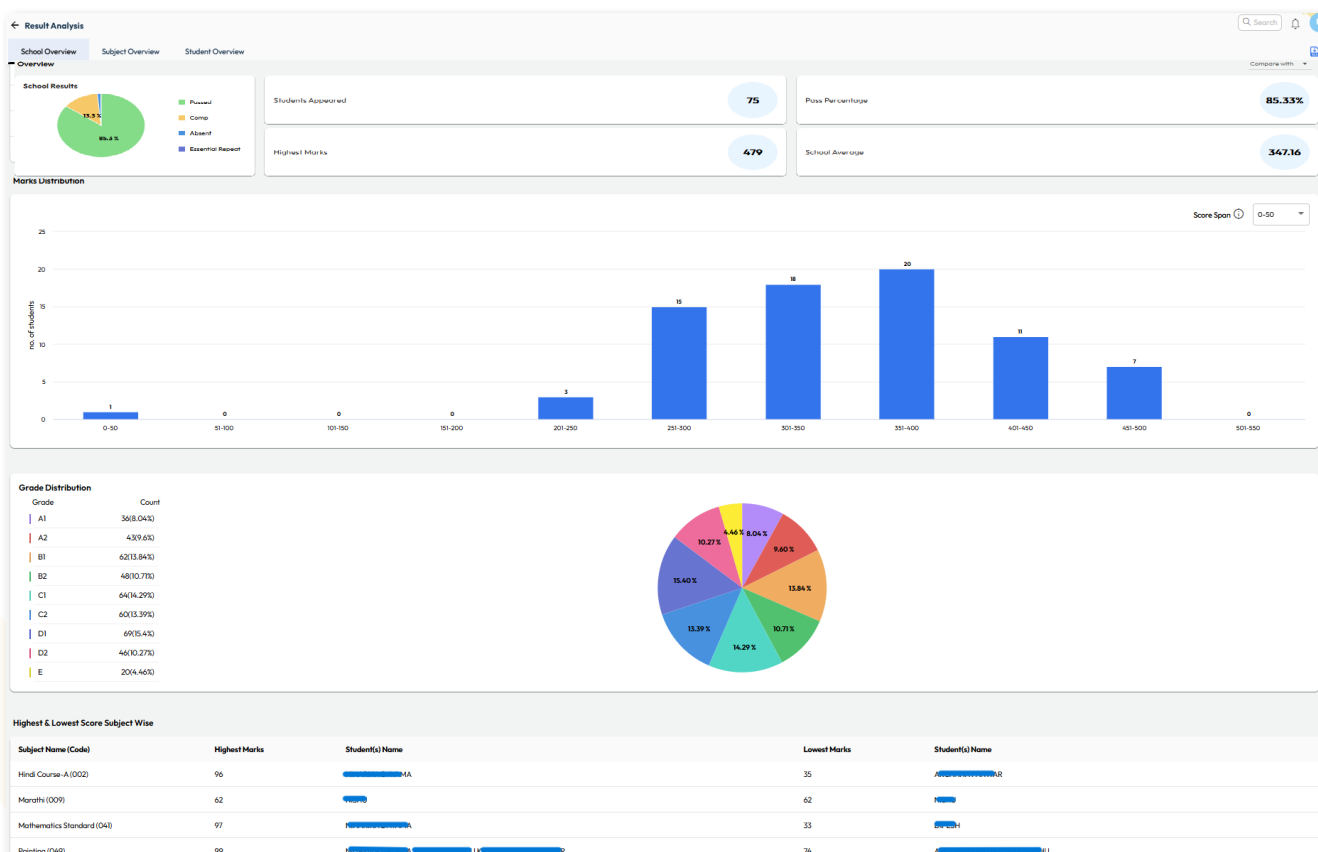 Result Analysis
Search
School Overview Subject Overview Student Overview
Overview
Compare with
School Results
13.3 %
85.3 %
Passed
Comp
Absent
Essential Repeat
Students Appeared 75
Pass Percentage 85.33%
Highest Marks 479
School Average 347.16
Marks Distribution
Score Span 0-50
no. of students
25
20
15
10
5
0
1 0 0 0 3 15 18 20 11 7 0
0-50 51-100 101-150 151-200 201-250 251-300 301-350 351-400 401-450 451-500 501-550
Grade Distribution
Grade Count
A1 36(8.04%)
A2 43(9.6%)
B1 62(13.84%)
B2 48(10.71%)
C1 64(14.29%)
C2 60(13.39%)
D1 69(15.4%)
D2 46(10.27%)
E 20(4.46%)
4.46 % 8.04 %
10.27 % 9.60 %
15.40 % 13.84 %
13.39 % 10.71 %
14.29 %
Highest & Lowest Score Subject Wise
Subject Name (Code) Highest Marks Student(s) Name Lowest Marks Student(s) Name
Hindi Course-A (002) 96 35
Marathi (009) 62 62
Mathematics Standard (041) 97 33
Painting (049) 99 74